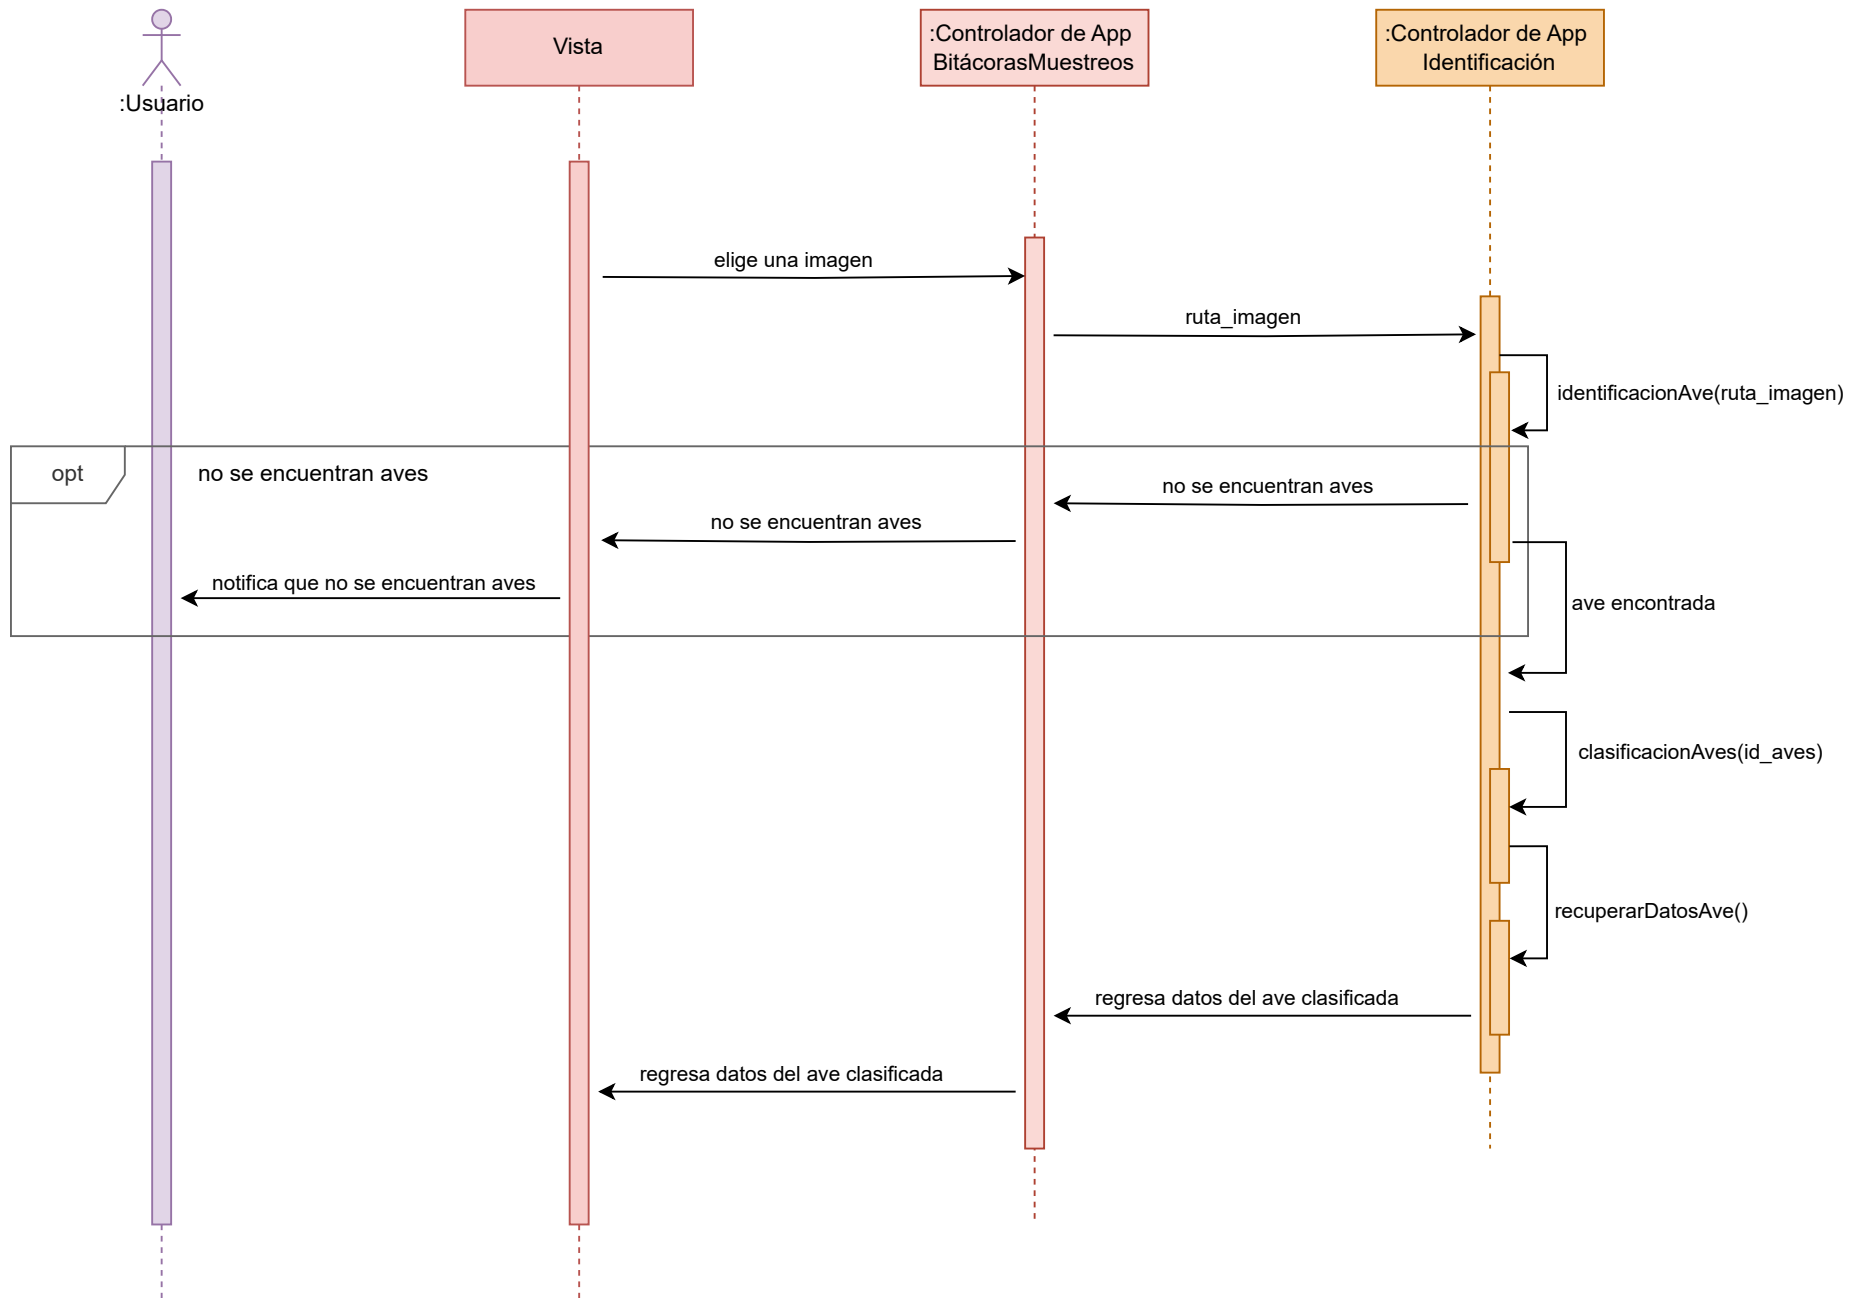 :Usuario
Vista
:Controlador de App
BitácorasMuestreos
:Controlador de App
Identificación
elige una imagen
ruta_imagen
identificacionAve(ruta_imagen)
opt
no se encuentran aves
no se encuentran aves
no se encuentran aves
notifica que no se encuentran aves
ave encontrada
clasificacionAves(id_aves)
recuperarDatosAve()
regresa datos del ave clasificada
regresa datos del ave clasificada